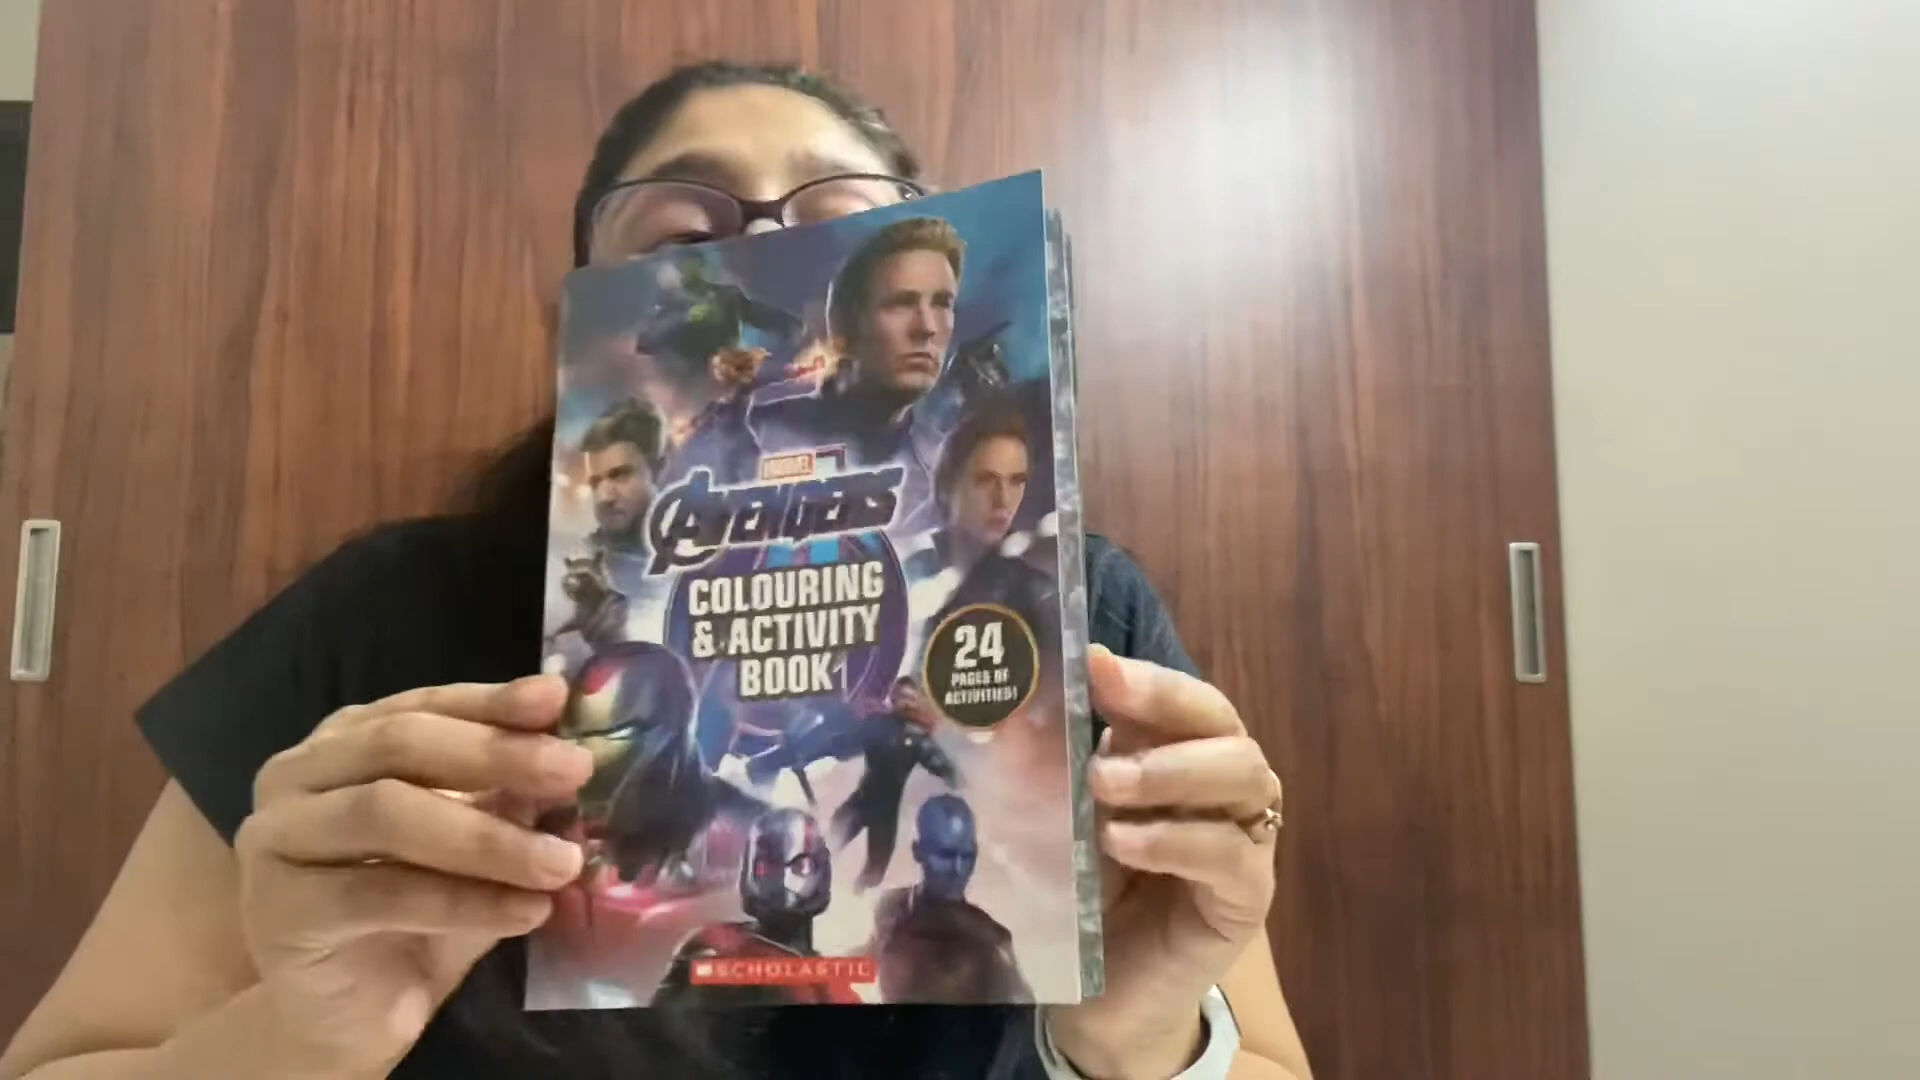 MARVEL
AVENGERS
COLOURING
& ACTIVITY
BOOK
24
PAGES OF
ACTIVITIES!
SCHOLASTIC